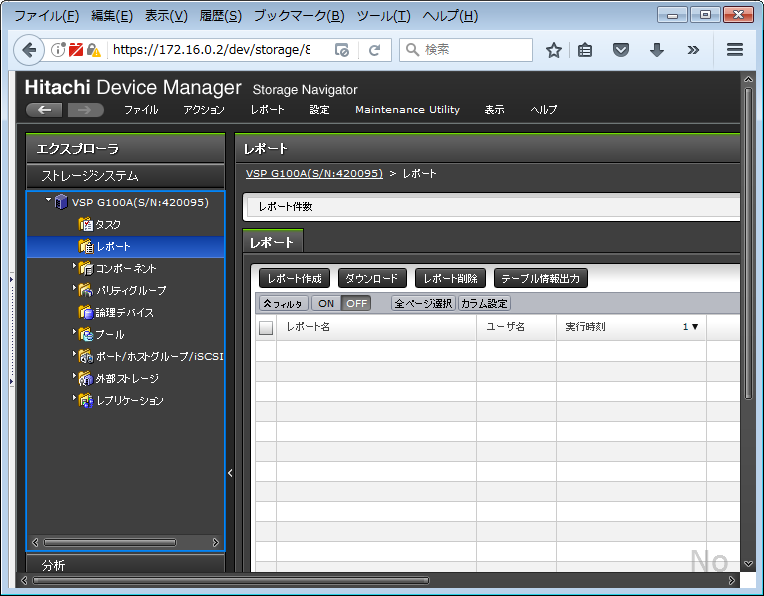 ファイル(F) 編集(E) 表示(V) 履歴(S) ブックマーク(B) ツール(T) ヘルプ(H)
https://172.16.0.2/dev/storage/8
検索
Hitachi Device Manager Storage Navigator
ファイル アクション レポート 設定 Maintenance Utility 表示 ヘルプ
エクスプローラ
ストレージシステム
VSP G100A(S/N:420095)
タスク
レポート
コンポーネント
パリティグループ
論理デバイス
プール
ポート/ホストグループ/iSCSI
外部ストレージ
レプリケーション
分析
レポート
VSP G100A(S/N:420095) > レポート
レポート件数
レポート
レポート作成 ダウンロード レポート削除 テーブル情報出力
フィルタ ON OFF 全ページ選択 カラム設定
レポート名 ユーザ名 実行時刻 1▼
No